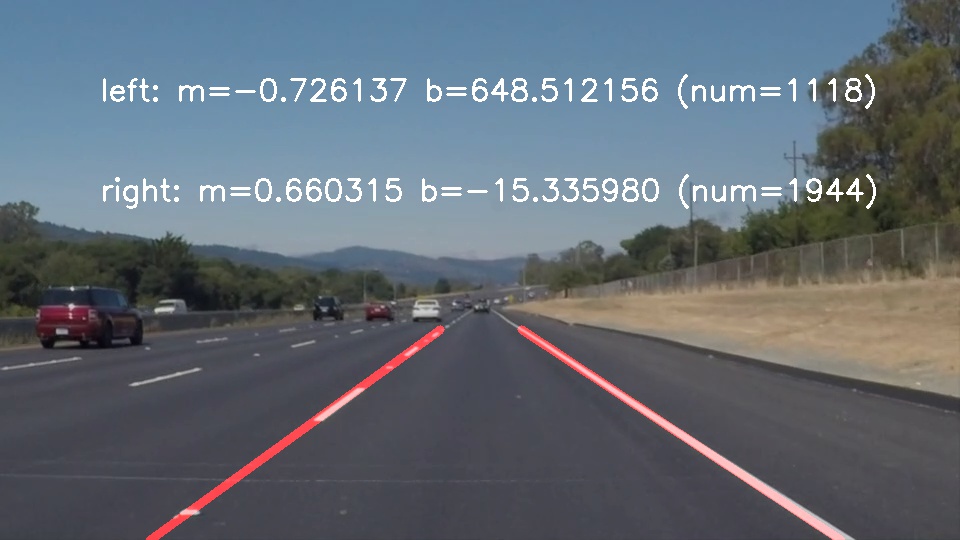 left: m=-0.726137 b=648.512156 (num=1118)
right: m=0.660315 b=-15.335980 (num=1944)